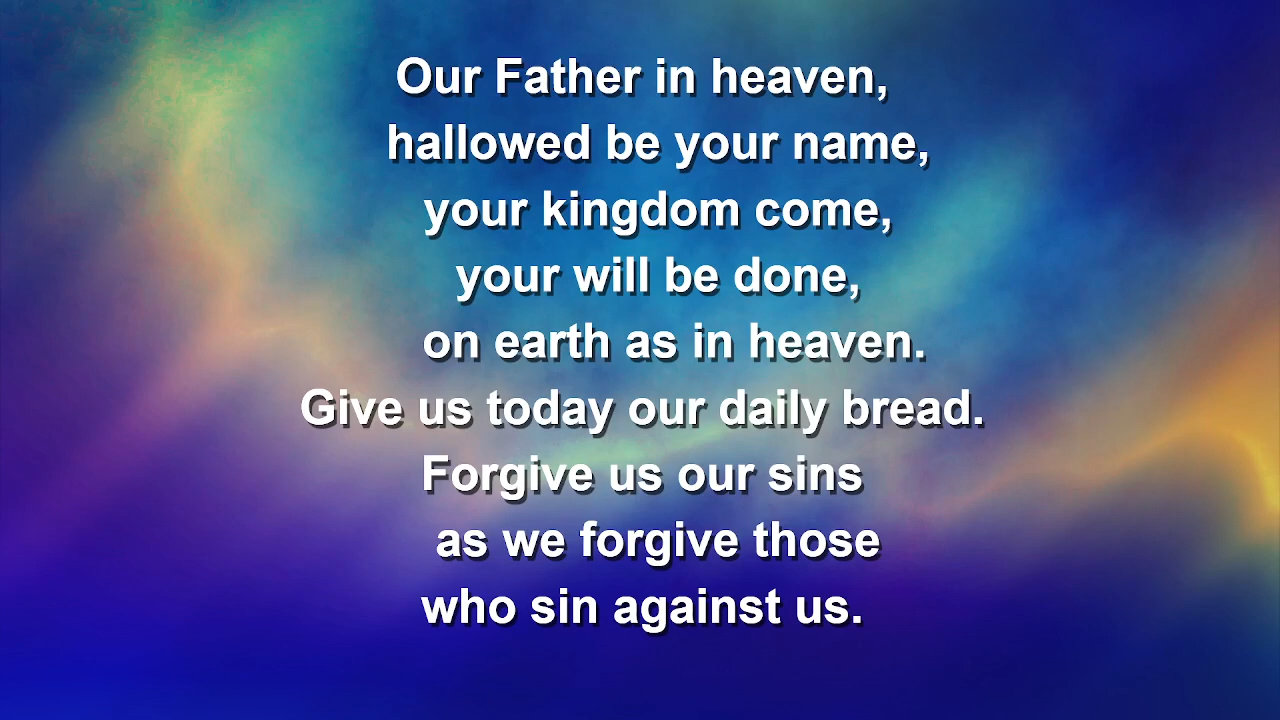 Our Father in heaven,
hallowed be your name,
your kingdom come,
your will be done,
on earth as in heaven.
Give us today our daily bread.
Forgive us our sins
as we forgive those
who sin against us.